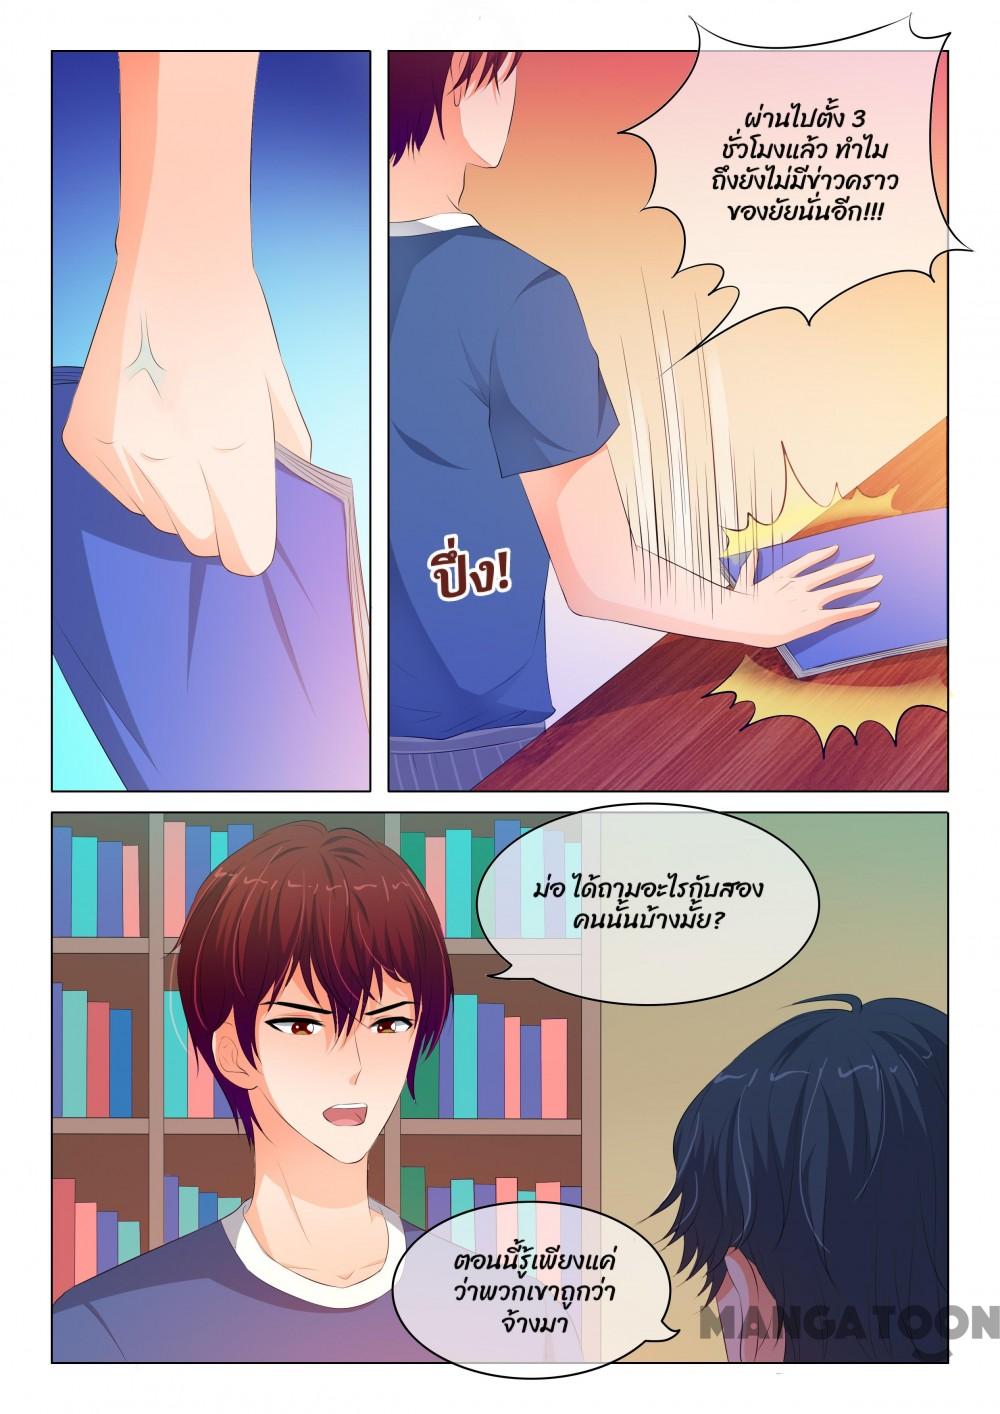 ผ่านไปตั้ง 3
ชั่วโมงแล้ว ทำไม
ถึงยังไม่มีข่าวคราว
ของยัยนั่นอีก!!!
ปึ่ง!
ม่อ ได้ถามอะไรกับสอง
คนนั้นบ้างมั้ย?
ตอนนี้รู้เพียงแค่
ว่าพวกเขาถูกว่า
จ้างมา
MANGATOON